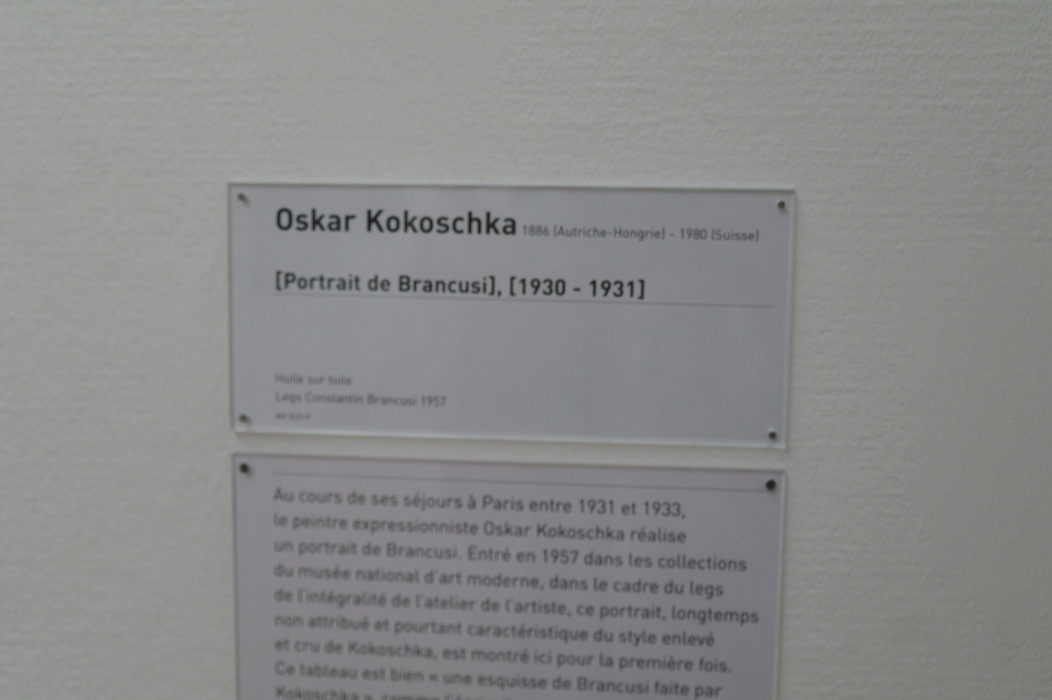 Oskar Kokoschka 1886 (Autriche-Hongrie) - 1980 (Suisse)
[Portrait de Brancusi], [1930 - 1931]
Huile sur toile
Legs Constantin Brancusi 1957
Au cours de ses séjours à Paris entre 1931 et 1933,
le peintre expressionniste Oskar Kokoschka réalise
un portrait de Brancusi. Entré en 1957 dans les collections
du musée national d'art moderne, dans le cadre du legs
de l'intégralité de l'atelier de l'artiste, ce portrait, longtemps
non attribué et pourtant caractéristique du style enlevé
et cru de Kokoschka, est montré ici pour la première fois.
Ce tableau est bien « une esquisse de Brancusi faite par
Kokoschka », comme